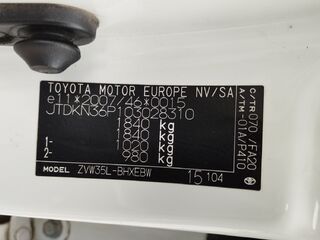 TOYOTA MOTOR EUROPE NV/SA
e11*2007/46*0015
JTDKN36P103028310
1840 kg
1840 kg
1- 1020 kg
2- 980 kg
MODEL ZVW35L-BHXEBW
15 104
C/TR 070 / FA20
A/TM -01A/P410